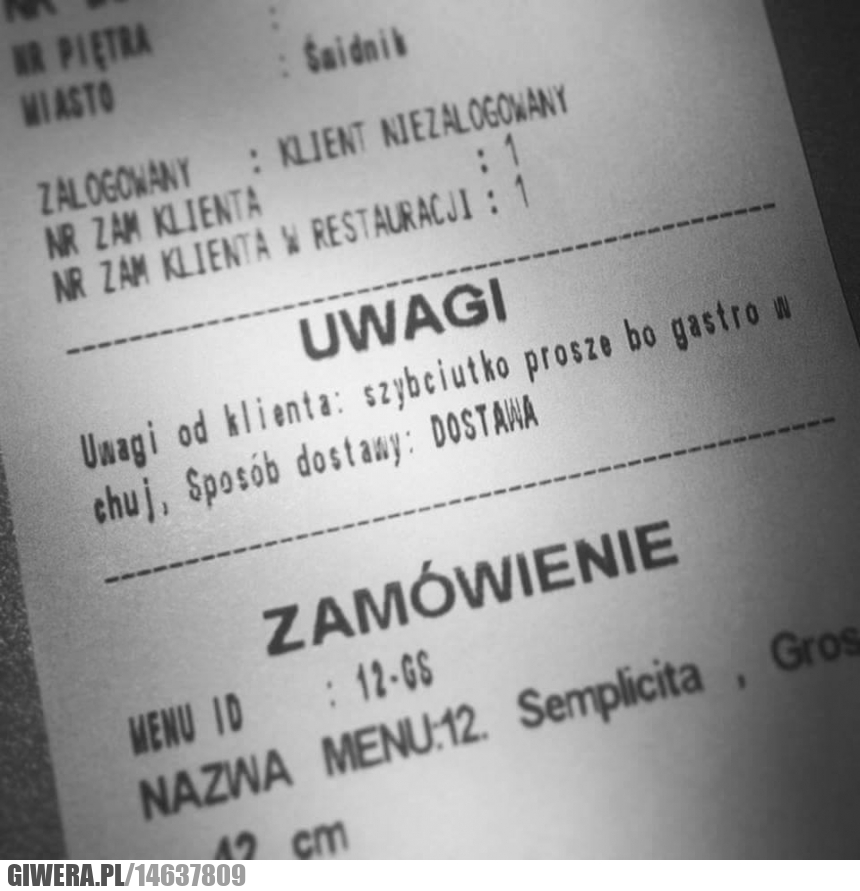 NR PIĘTRA :
MIASTO : Świdnik
ZALOGOWANY : KLIENT NIEZALOGOWANY
NR ZAM KLIENTA : 1
NR ZAM KLIENTA W RESTAURACJI : 1
UWAGI
Uwagi od klienta: szybciutko prosze bo gastro w
chuj, Sposób dostawy: DOSTAWA
ZAMÓWIENIE
MENU ID : 12-GS
NAZWA MENU:12. Semplicita , Gros
42 cm
GIWERA.PL/14637809